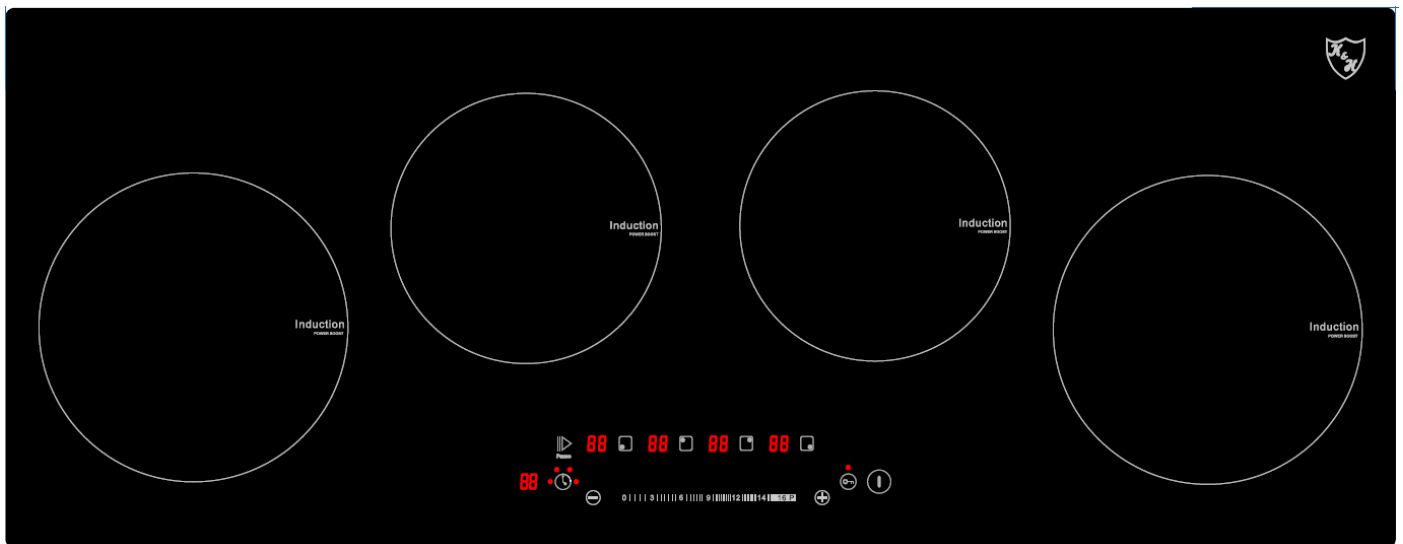 K & H
Induction
POWER BOOST
Induction
POWER BOOST
Induction
POWER BOOST
Induction
POWER BOOST
88 88 88 88
Pause
88
0 3 6 9 12 14 16 P